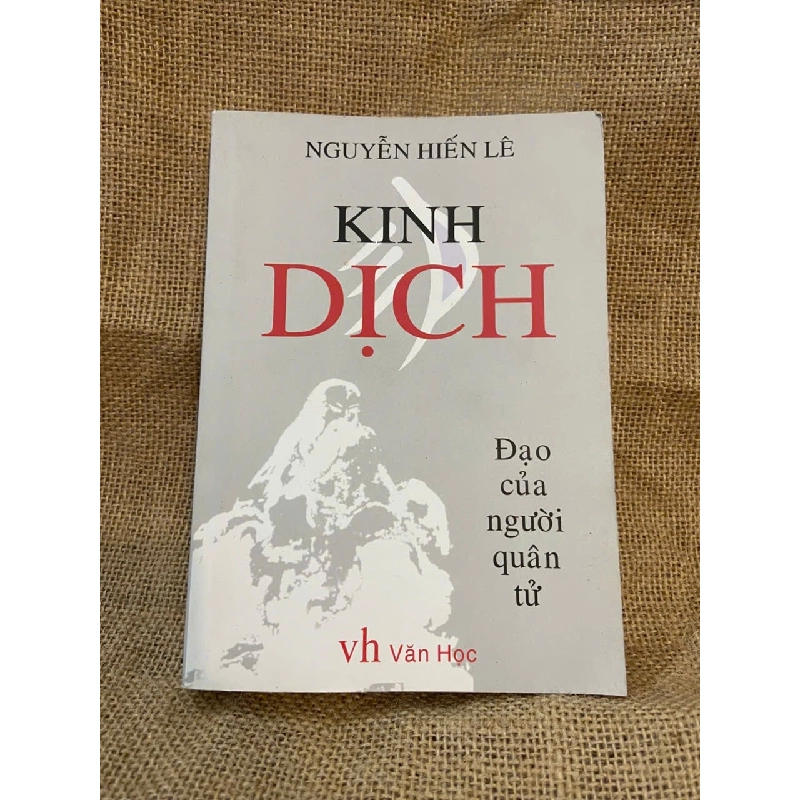 NGUYỄN HIẾN LÊ
KINH
DỊCH
Đạo
của
người
quân
tử
vh Văn Học